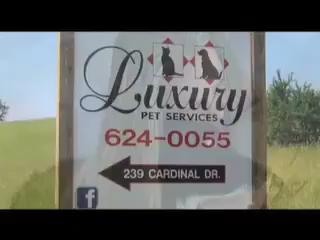 Luxury
PET SERVICES
624-0055
239 CARDINAL DR.
f